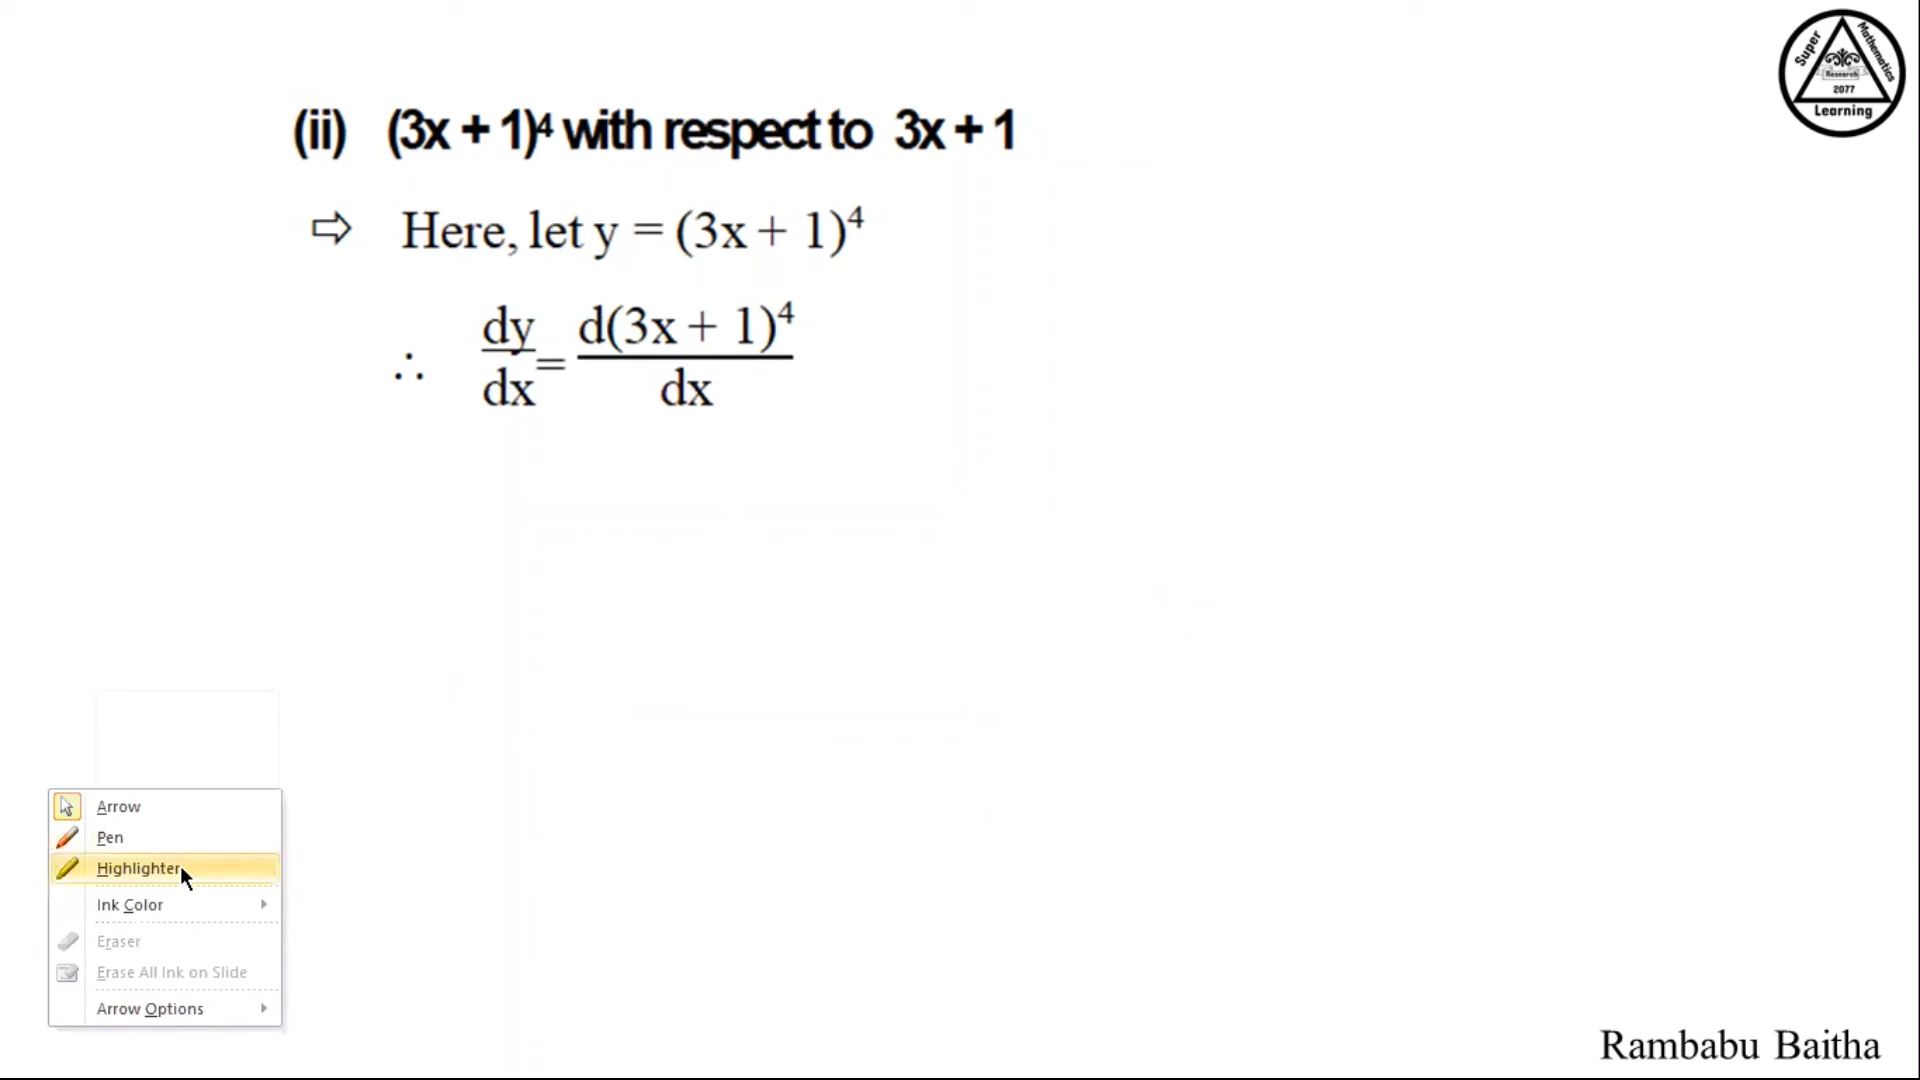 Super Mathematics
Research
2077
Learning
(ii) (3x + 1)⁴ with respect to 3x + 1
⇨ Here, let y = (3x + 1)⁴
∴ dy/dx = d(3x + 1)⁴/dx
Arrow
Pen
Highlighter
Ink Color
Eraser
Erase All Ink on Slide
Arrow Options
Rambabu Baitha